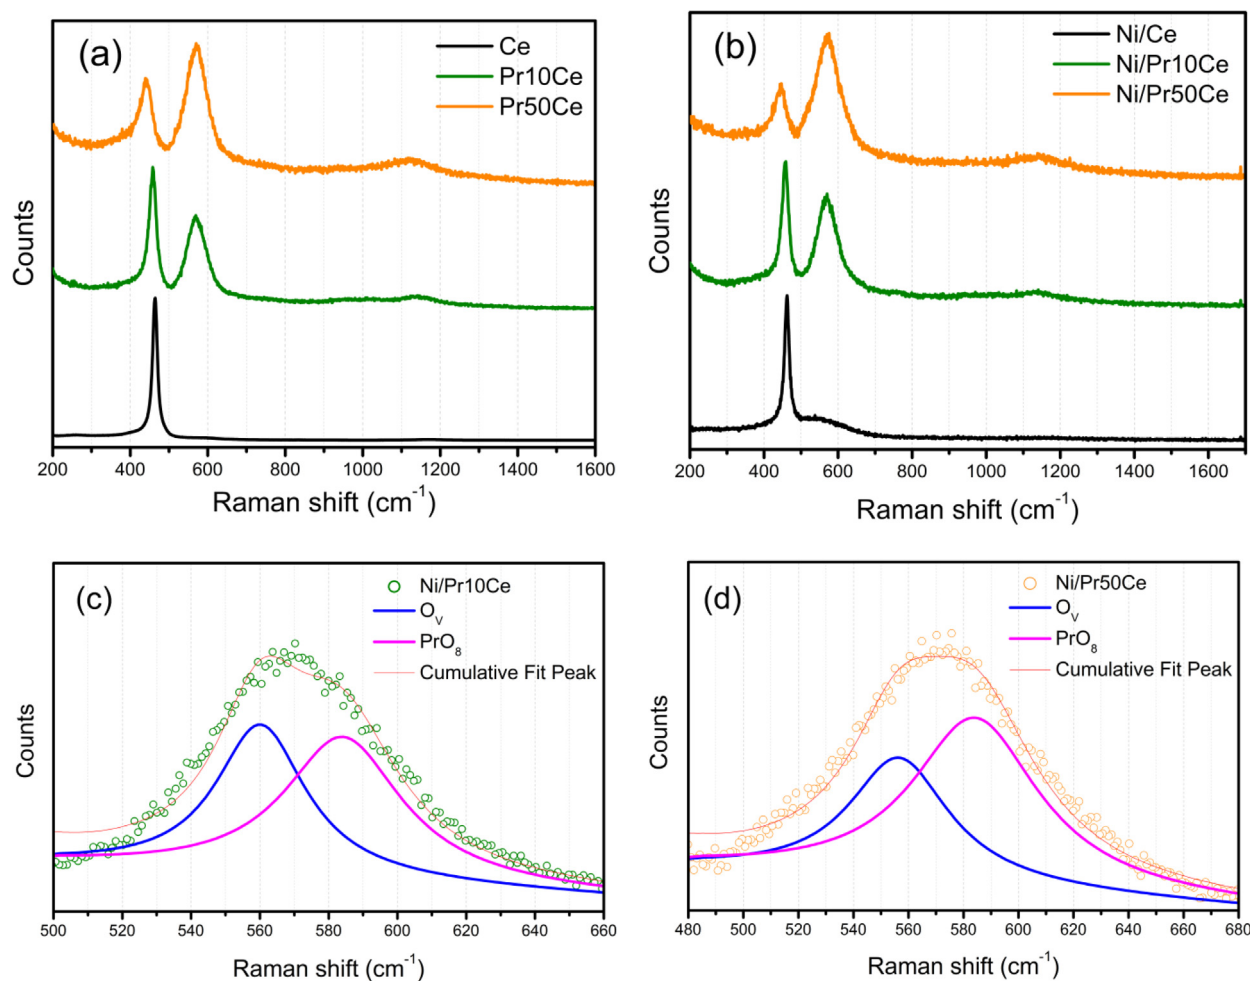 (a)
Ce
Pr10Ce
Pr50Ce
Counts
200 400 600 800 1000 1200 1400 1600
Raman shift (cm⁻¹)
(b)
Ni/Ce
Ni/Pr10Ce
Ni/Pr50Ce
Counts
200 400 600 800 1000 1200 1400 1600
Raman shift (cm⁻¹)
(c)
Ni/Pr10Ce
Oᵥ
PrO₈
Cumulative Fit Peak
Counts
500 520 540 560 580 600 620 640 660
Raman shift (cm⁻¹)
(d)
Ni/Pr50Ce
Oᵥ
PrO₈
Cumulative Fit Peak
Counts
480 500 520 540 560 580 600 620 640 660 680
Raman shift (cm⁻¹)